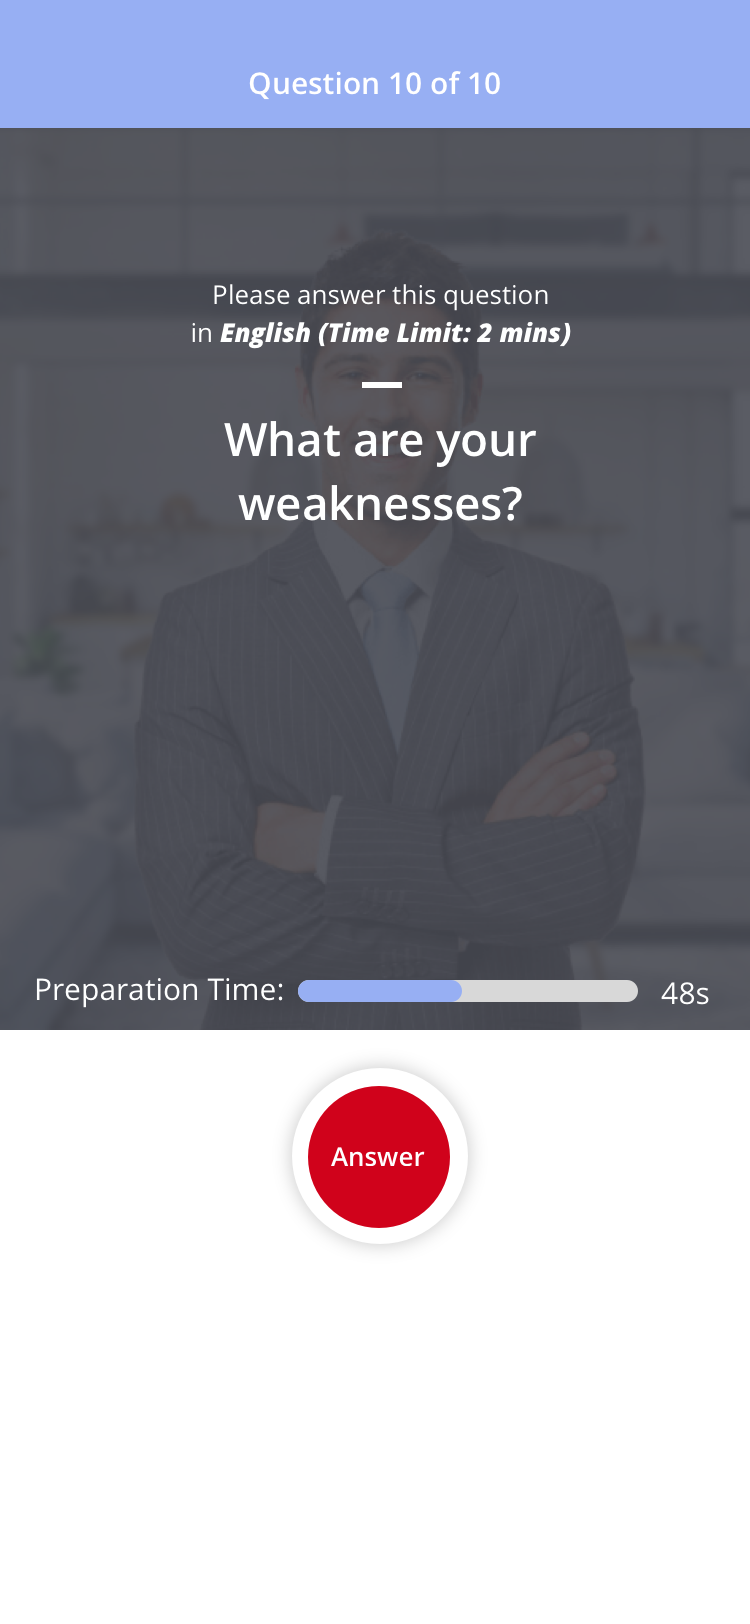 Question 10 of 10
Please answer this question
in English (Time Limit: 2 mins)
What are your
weaknesses?
Preparation Time: 48s
Answer